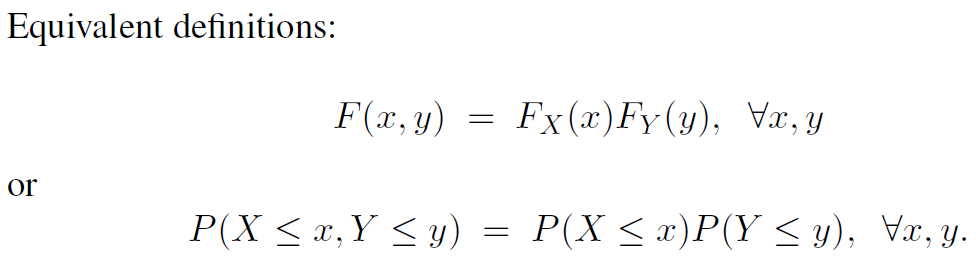 Equivalent definitions:
F(x, y) = F_X(x)F_Y(y), ∀x, y
or
P(X ≤ x, Y ≤ y) = P(X ≤ x)P(Y ≤ y), ∀x, y.